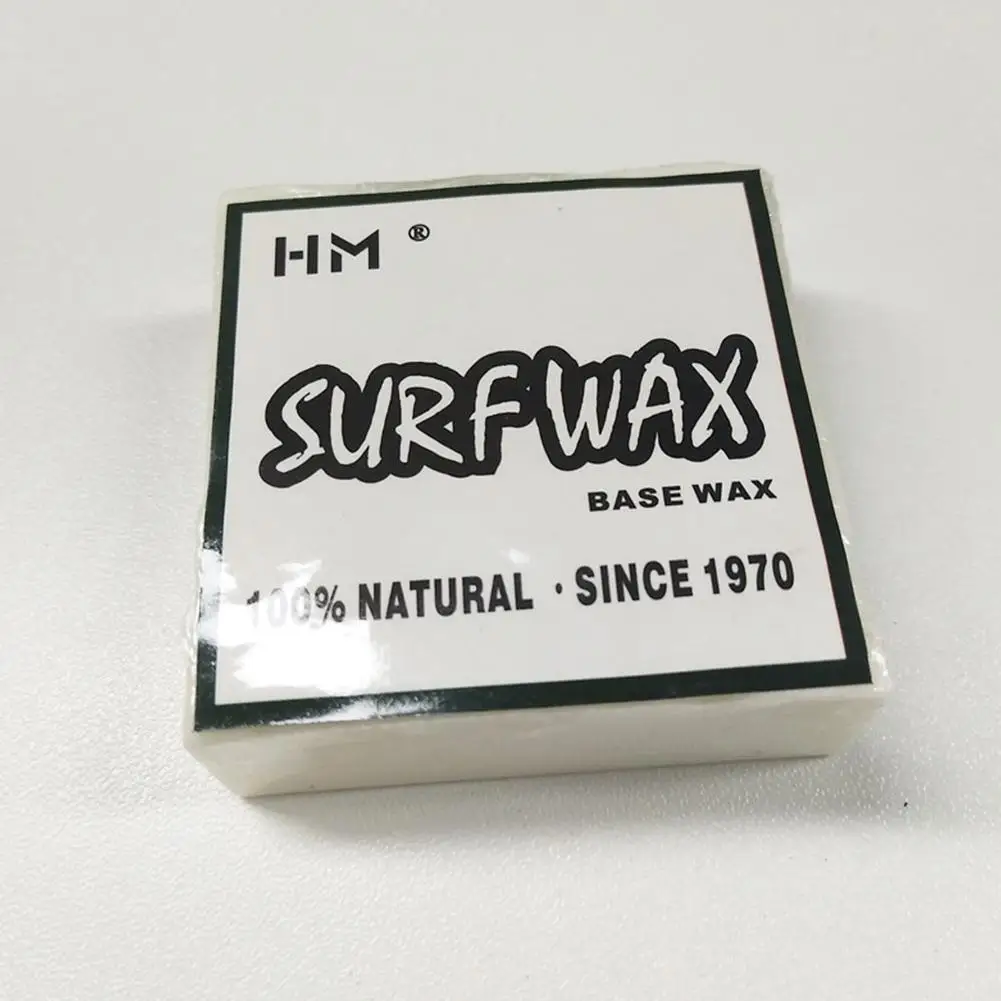 HM ®
SURF WAX
BASE WAX
100% NATURAL · SINCE 1970